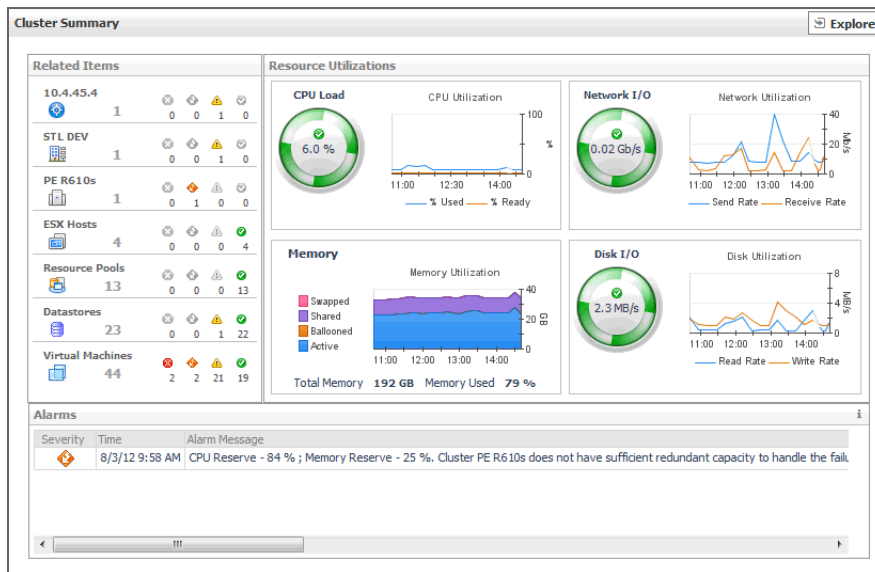 Cluster Summary
Explore
Related Items
10.4.45.4
1
0 0 1 0
STL DEV
1
0 0 1 0
PE R610s
1
0 1 0 0
ESX Hosts
4
0 0 0 4
Resource Pools
13
0 0 0 13
Datastores
23
0 0 1 22
Virtual Machines
44
2 2 21 19
Resource Utilizations
CPU Load
6.0 %
CPU Utilization
100
%
0
11:00 12:30 14:00
% Used % Ready
Network I/O
0.02 Gb/s
Network Utilization
40
20
0
Mb/s
11:00 12:00 13:00 14:00
Send Rate Receive Rate
Memory
Memory Utilization
Swapped
Shared
Ballooned
Active
40
20
0
GB
11:00 12:00 13:00 14:00
Total Memory 192 GB Memory Used 79 %
Disk I/O
2.3 MB/s
Disk Utilization
8
4
0
MB/s
11:00 12:00 13:00 14:00
Read Rate Write Rate
Alarms
i
Severity Time Alarm Message
8/3/12 9:58 AM CPU Reserve - 84 % ; Memory Reserve - 25 %. Cluster PE R610s does not have sufficient redundant capacity to handle the